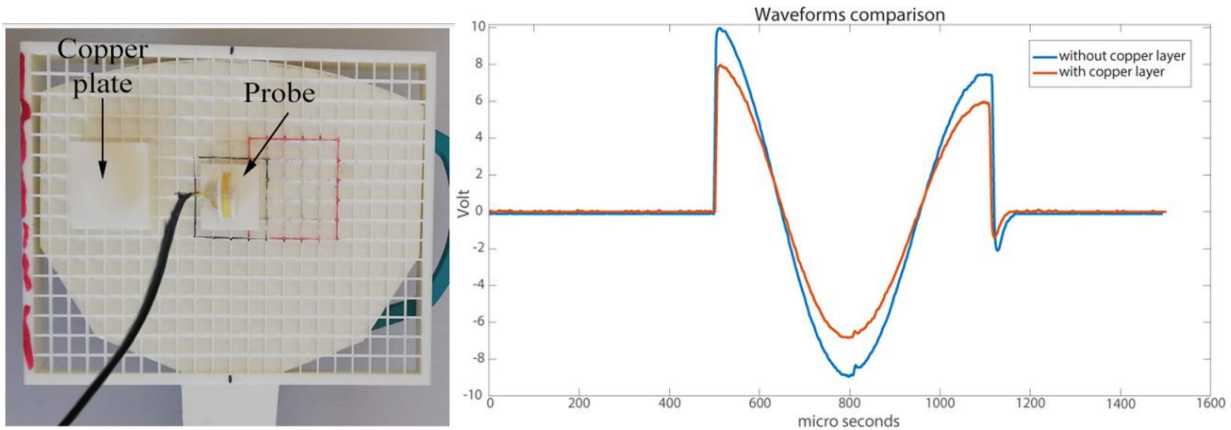 Copper
plate
Probe
Waveforms comparison
without copper layer
with copper layer
Volt
10
8
6
4
2
0
-2
-4
-6
-8
-10
0 200 400 600 800 1000 1200 1400 1600
micro seconds